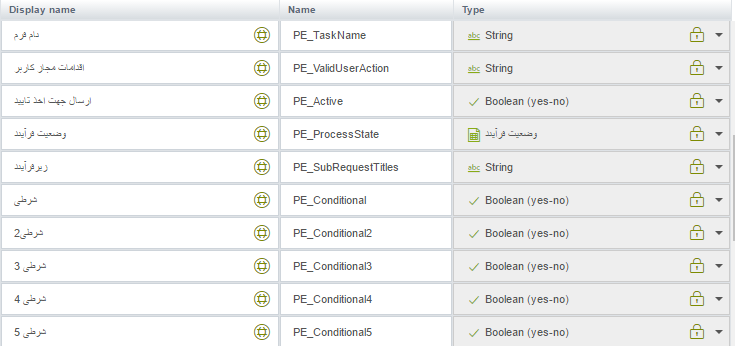 Display name Name Type
نام فرم PE_TaskName abc String
اقدامات مجاز کاربر PE_ValidUserAction abc String
ارسال جهت اخذ تایید PE_Active Boolean (yes-no)
وضعیت فرآیند PE_ProcessState وضعیت فرآیند
زیرفرآیند PE_SubRequestTitles abc String
شرطی PE_Conditional Boolean (yes-no)
شرطی2 PE_Conditional2 Boolean (yes-no)
شرطی 3 PE_Conditional3 Boolean (yes-no)
شرطی 4 PE_Conditional4 Boolean (yes-no)
شرطی 5 PE_Conditional5 Boolean (yes-no)